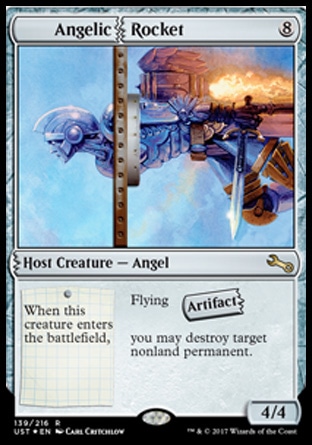 Angelic Rocket 8
Host Creature — Angel
Flying Artifact
When this
creature enters
the battlefield,
you may destroy target
nonland permanent.
4/4
139/216 R
UST • EN Carl Critchlow
™ & © 2017 Wizards of the Coast